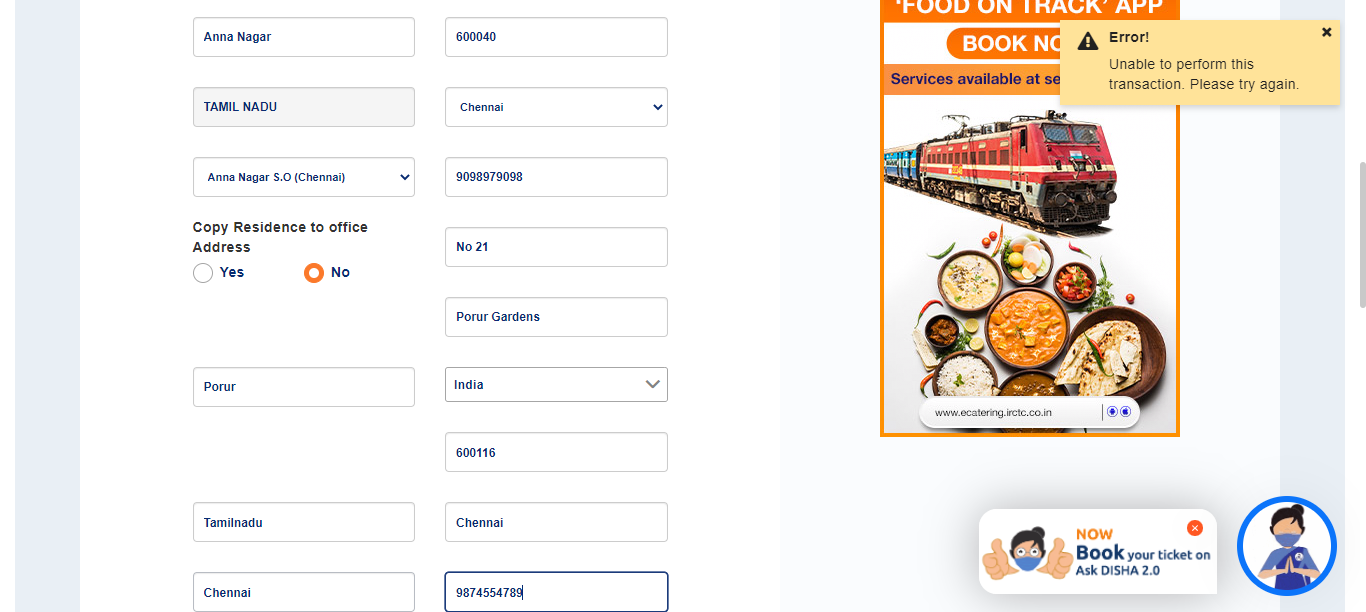 Anna Nagar
600040
TAMIL NADU
Chennai
Anna Nagar S.O (Chennai)
9098979098
Copy Residence to office
Address
Yes
No
No 21
Porur Gardens
Porur
India
600116
Tamilnadu
Chennai
Chennai
9874554789
'FOOD ON TRACK' APP
BOOK NO
Services available at se
Error!
Unable to perform this
transaction. Please try again.
www.ecatering.irctc.co.in
NOW
Book your ticket on
Ask DISHA 2.0